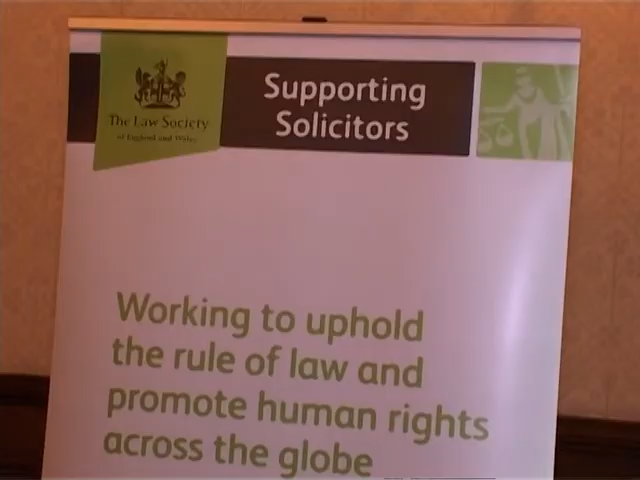 The Law Society
of England and Wales
Supporting
Solicitors
Working to uphold
the rule of law and
promote human rights
across the globe